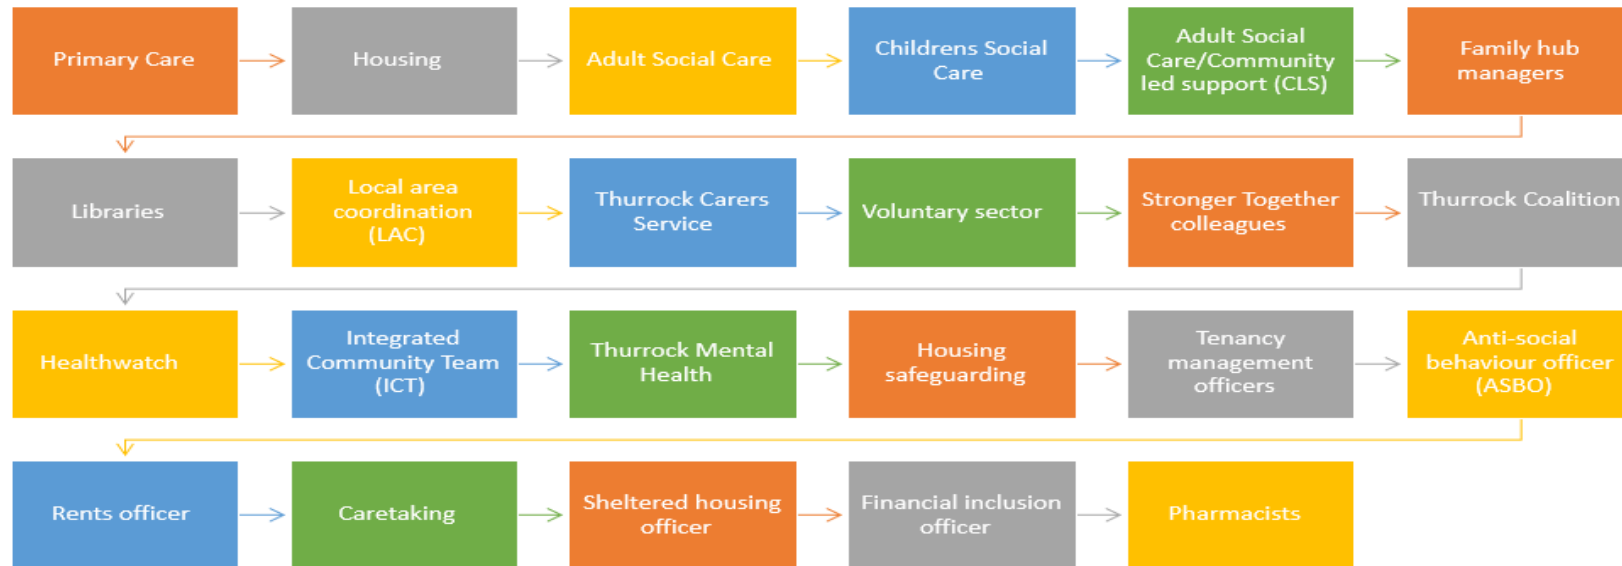 Primary Care
Housing
Adult Social Care
Childrens Social
Care
Adult Social
Care/Community
led support (CLS)
Family hub
managers
Libraries
Local area
coordination
(LAC)
Thurrock Carers
Service
Voluntary sector
Stronger Together
colleagues
Thurrock Coalition
Healthwatch
Integrated
Community Team
(ICT)
Thurrock Mental
Health
Housing
safeguarding
Tenancy
management
officers
Anti-social
behaviour officer
(ASBO)
Rents officer
Caretaking
Sheltered housing
officer
Financial inclusion
officer
Pharmacists